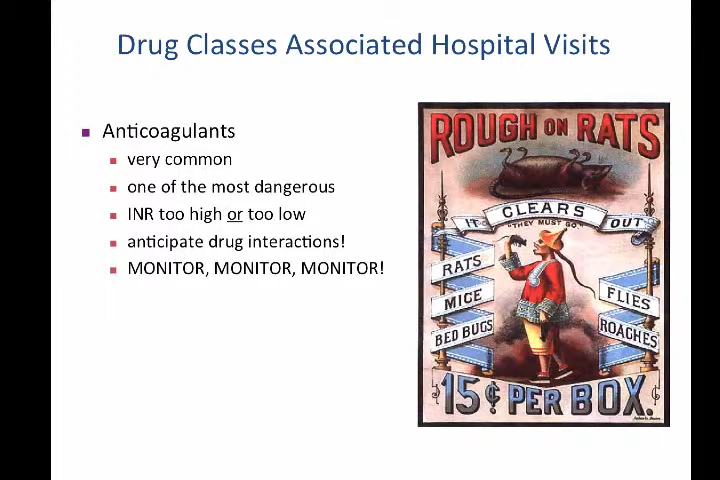 Drug Classes Associated Hospital Visits
Anticoagulants
very common
one of the most dangerous
INR too high or too low
anticipate drug interactions!
MONITOR, MONITOR, MONITOR!
ROUGH ON RATS
IT CLEARS OUT
"THEY MUST GO"
RATS
MICE
BED BUGS
FLIES
ROACHES
15¢ PER BOX.